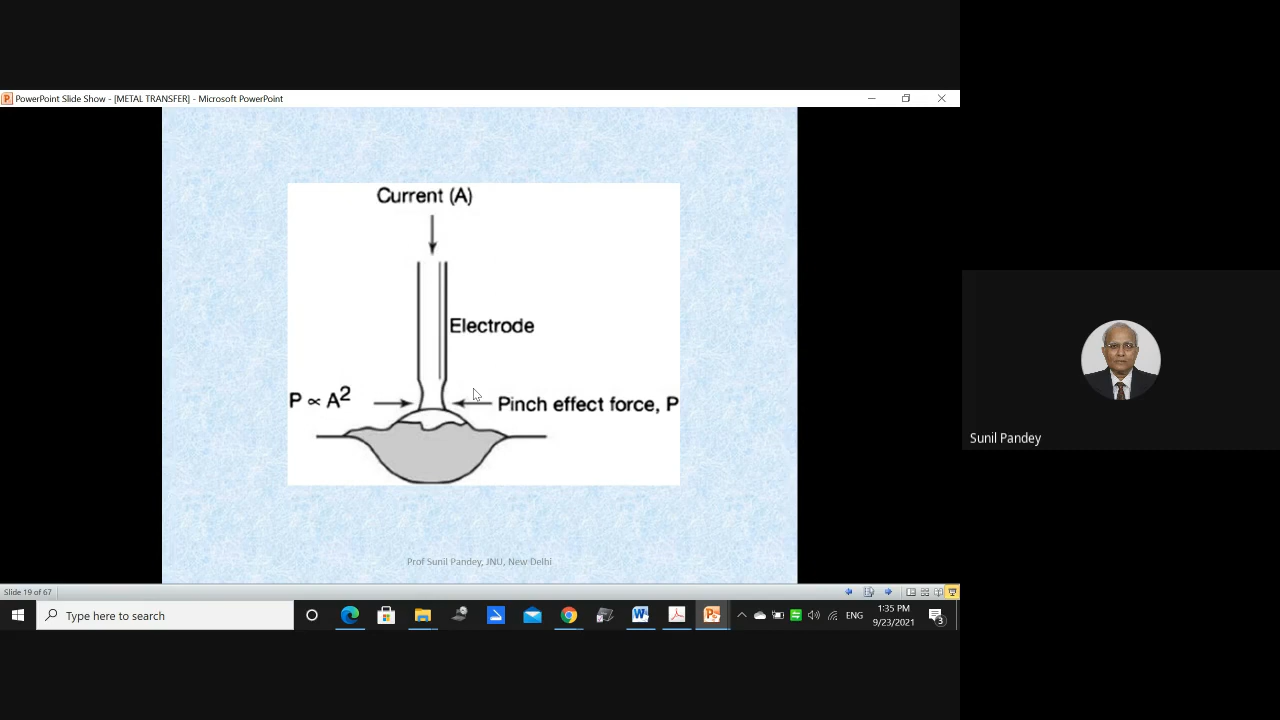 PowerPoint Slide Show - [METAL TRANSFER] - Microsoft PowerPoint
Current (A)
Electrode
P ∝ A²
Pinch effect force, P
Sunil Pandey
Prof Sunil Pandey, JNU, New Delhi
Slide 19 of 67
Type here to search
ENG
1:35 PM
9/23/2021
3